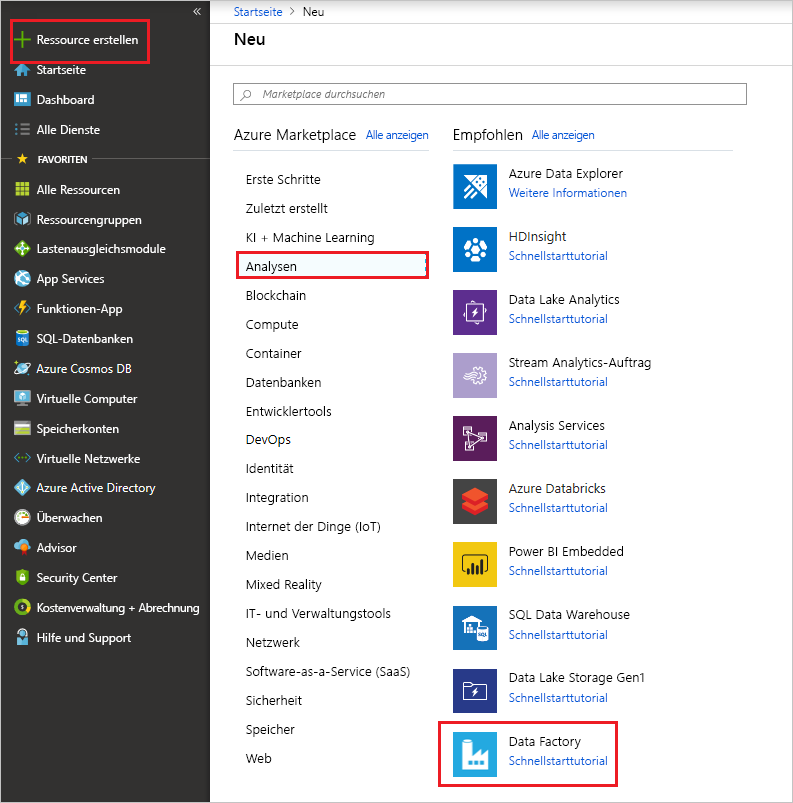 «
Ressource erstellen
Startseite
Dashboard
Alle Dienste
FAVORITEN
Alle Ressourcen
Ressourcengruppen
Lastenausgleichsmodule
App Services
Funktionen-App
SQL-Datenbanken
Azure Cosmos DB
Virtuelle Computer
Speicherkonten
Virtuelle Netzwerke
Azure Active Directory
Überwachen
Advisor
Security Center
Kostenverwaltung + Abrechnung
Hilfe und Support
Startseite > Neu
Neu
Marketplace durchsuchen
Azure Marketplace Alle anzeigen
Erste Schritte
Zuletzt erstellt
KI + Machine Learning
Analysen
Blockchain
Compute
Container
Datenbanken
Entwicklertools
DevOps
Identität
Integration
Internet der Dinge (IoT)
Medien
Mixed Reality
IT- und Verwaltungstools
Netzwerk
Software-as-a-Service (SaaS)
Sicherheit
Speicher
Web
Empfohlen Alle anzeigen
Azure Data Explorer
Weitere Informationen
HDInsight
Schnellstarttutorial
Data Lake Analytics
Schnellstarttutorial
Stream Analytics-Auftrag
Schnellstarttutorial
Analysis Services
Schnellstarttutorial
Azure Databricks
Schnellstarttutorial
Power BI Embedded
Schnellstarttutorial
SQL Data Warehouse
Schnellstarttutorial
Data Lake Storage Gen1
Schnellstarttutorial
Data Factory
Schnellstarttutorial